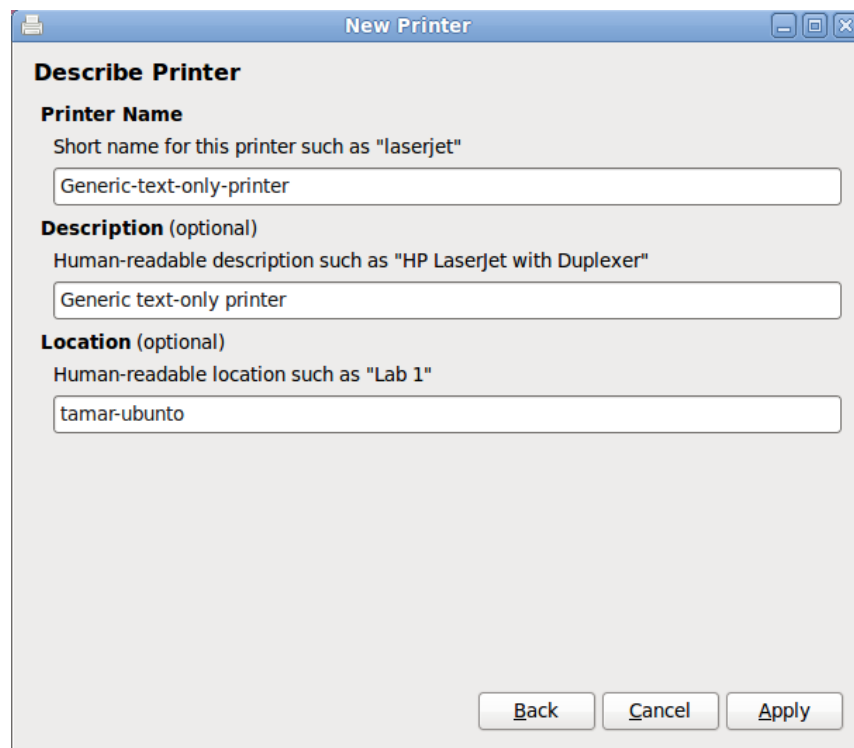 New Printer
Describe Printer
Printer Name
Short name for this printer such as "laserjet"
Generic-text-only-printer
Description (optional)
Human-readable description such as "HP LaserJet with Duplexer"
Generic text-only printer
Location (optional)
Human-readable location such as "Lab 1"
tamar-ubunto
Back Cancel Apply